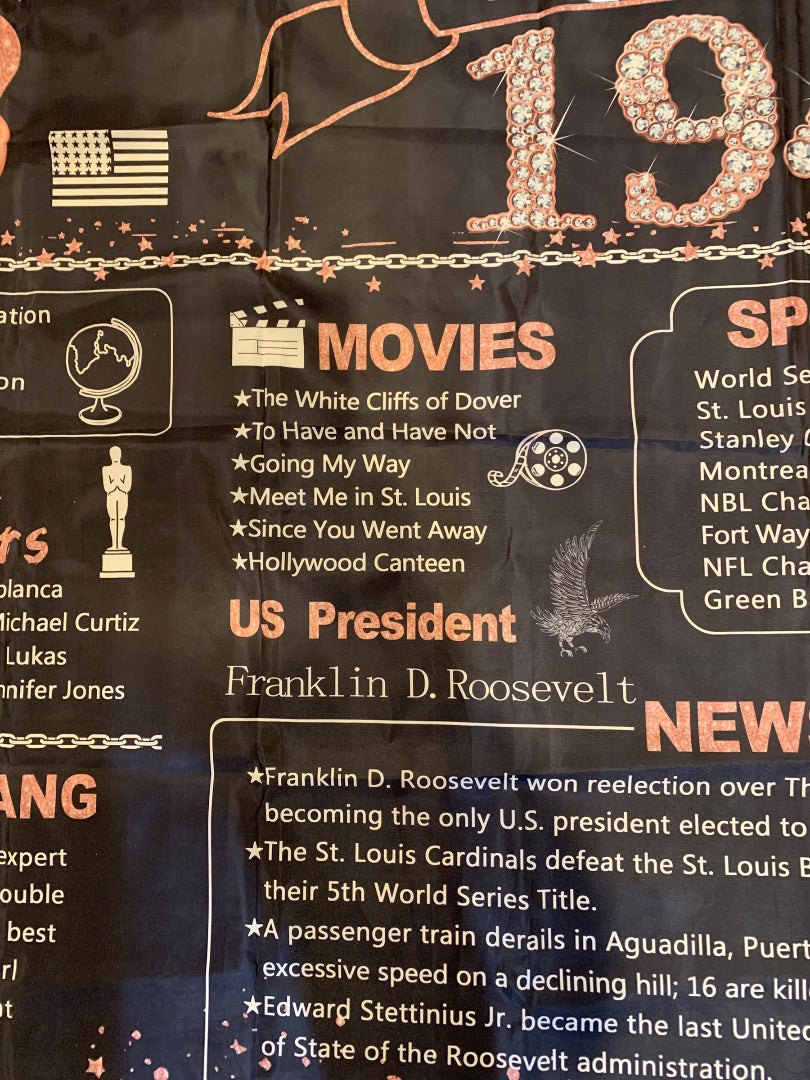 19
ation
on
rs
blanca
Michael Curtiz
Lukas
nnifer Jones
ANG
expert
ouble
best
rl
t
MOVIES
★The White Cliffs of Dover
★To Have and Have Not
★Going My Way
★Meet Me in St. Louis
★Since You Went Away
★Hollywood Canteen
US President
Franklin D. Roosevelt
SP
World Se
St. Louis
Stanley C
Montrea
NBL Cha
Fort Way
NFL Cha
Green B
NEWS
★Franklin D. Roosevelt won reelection over Th
becoming the only U.S. president elected to
★The St. Louis Cardinals defeat the St. Louis B
their 5th World Series Title.
★A passenger train derails in Aguadilla, Puert
excessive speed on a declining hill; 16 are kille
★Edward Stettinius Jr. became the last United
of State of the Roosevelt administration.